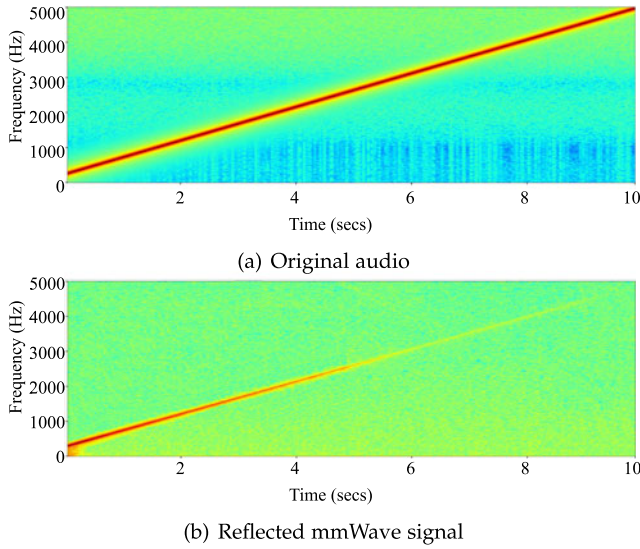 5000
4000
3000
2000
1000
0
Frequency (Hz)
2 4 6 8 10
Time (secs)
(a) Original audio
5000
4000
3000
2000
1000
0
Frequency (Hz)
2 4 6 8 10
Time (secs)
(b) Reflected mmWave signal